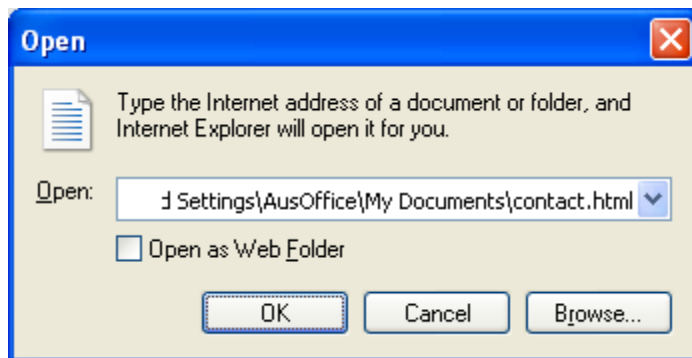 Open
Type the Internet address of a document or folder, and
Internet Explorer will open it for you.
Open:
Settings\AusOffice\My Documents\contact.html
Open as Web Folder
OK
Cancel
Browse...